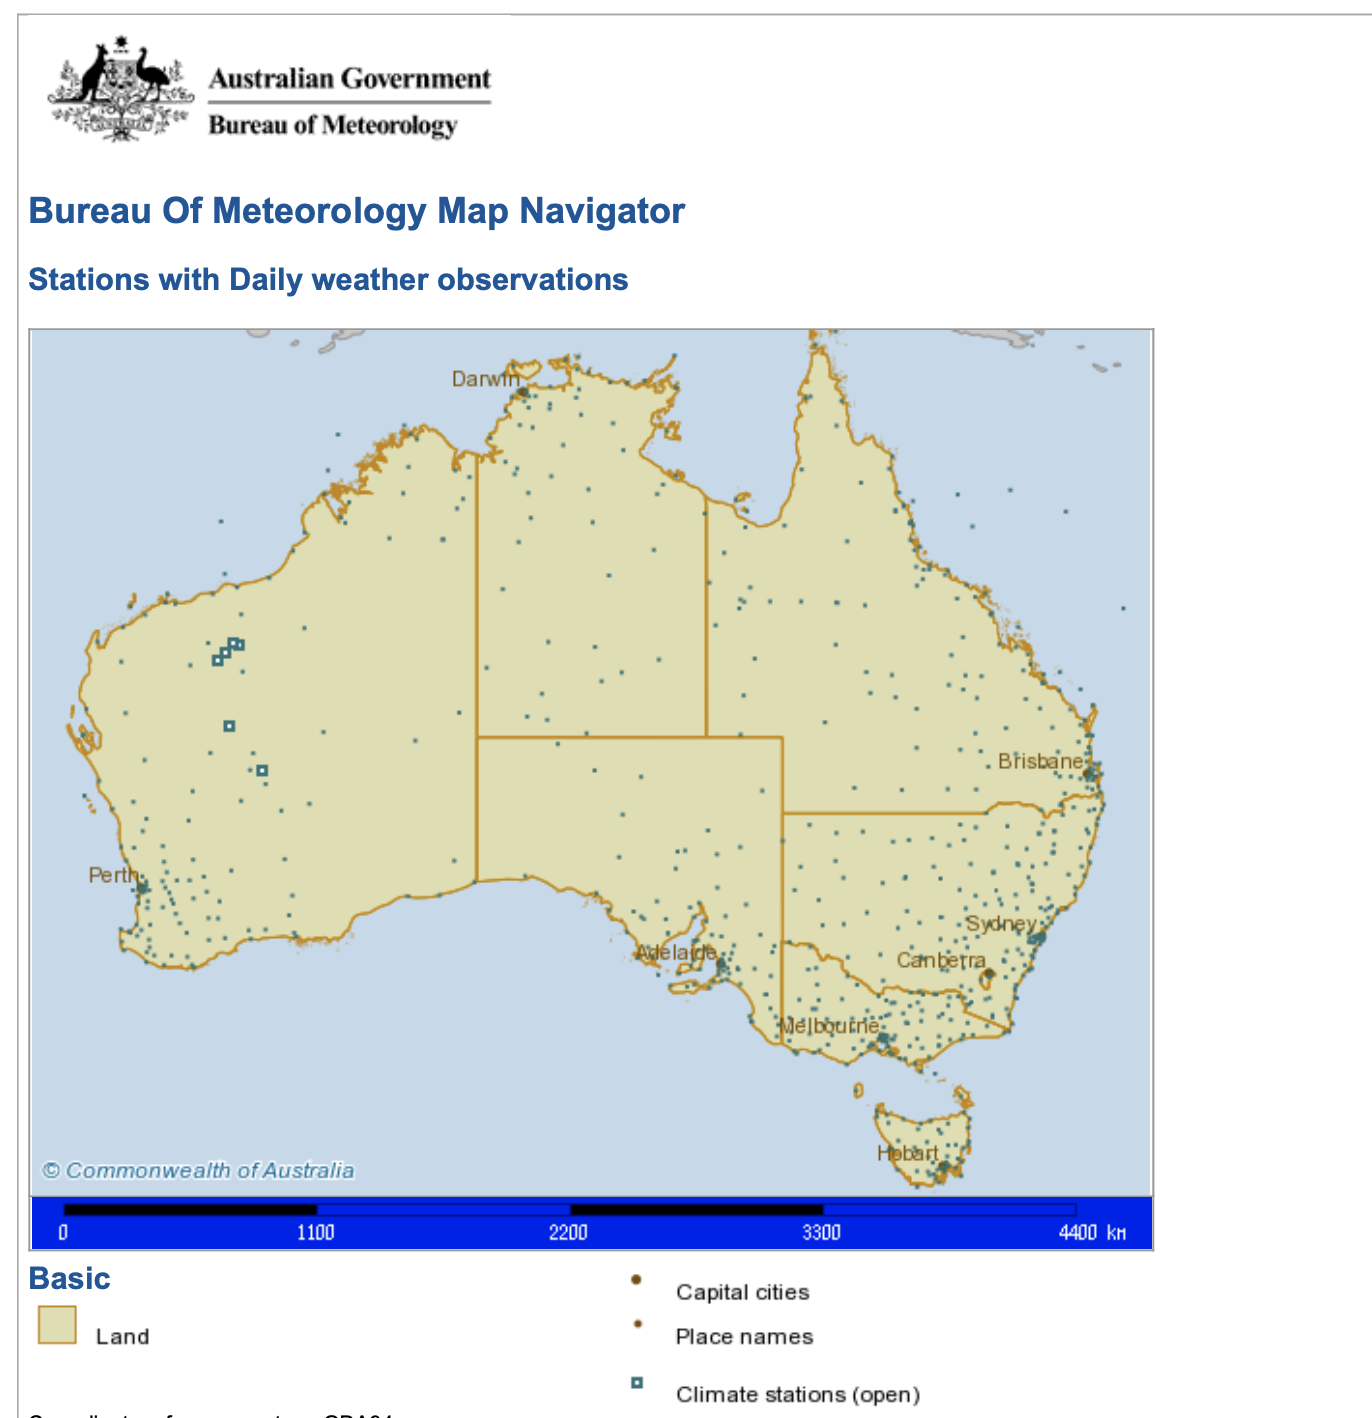 Australian Government
Bureau of Meteorology
Bureau Of Meteorology Map Navigator
Stations with Daily weather observations
Darwin
Brisbane
Perth
Sydney
Adelaide
Canberra
Melbourne
Hobart
© Commonwealth of Australia
0 1100 2200 3300 4400 km
Basic
Capital cities
Land
Place names
Climate stations (open)